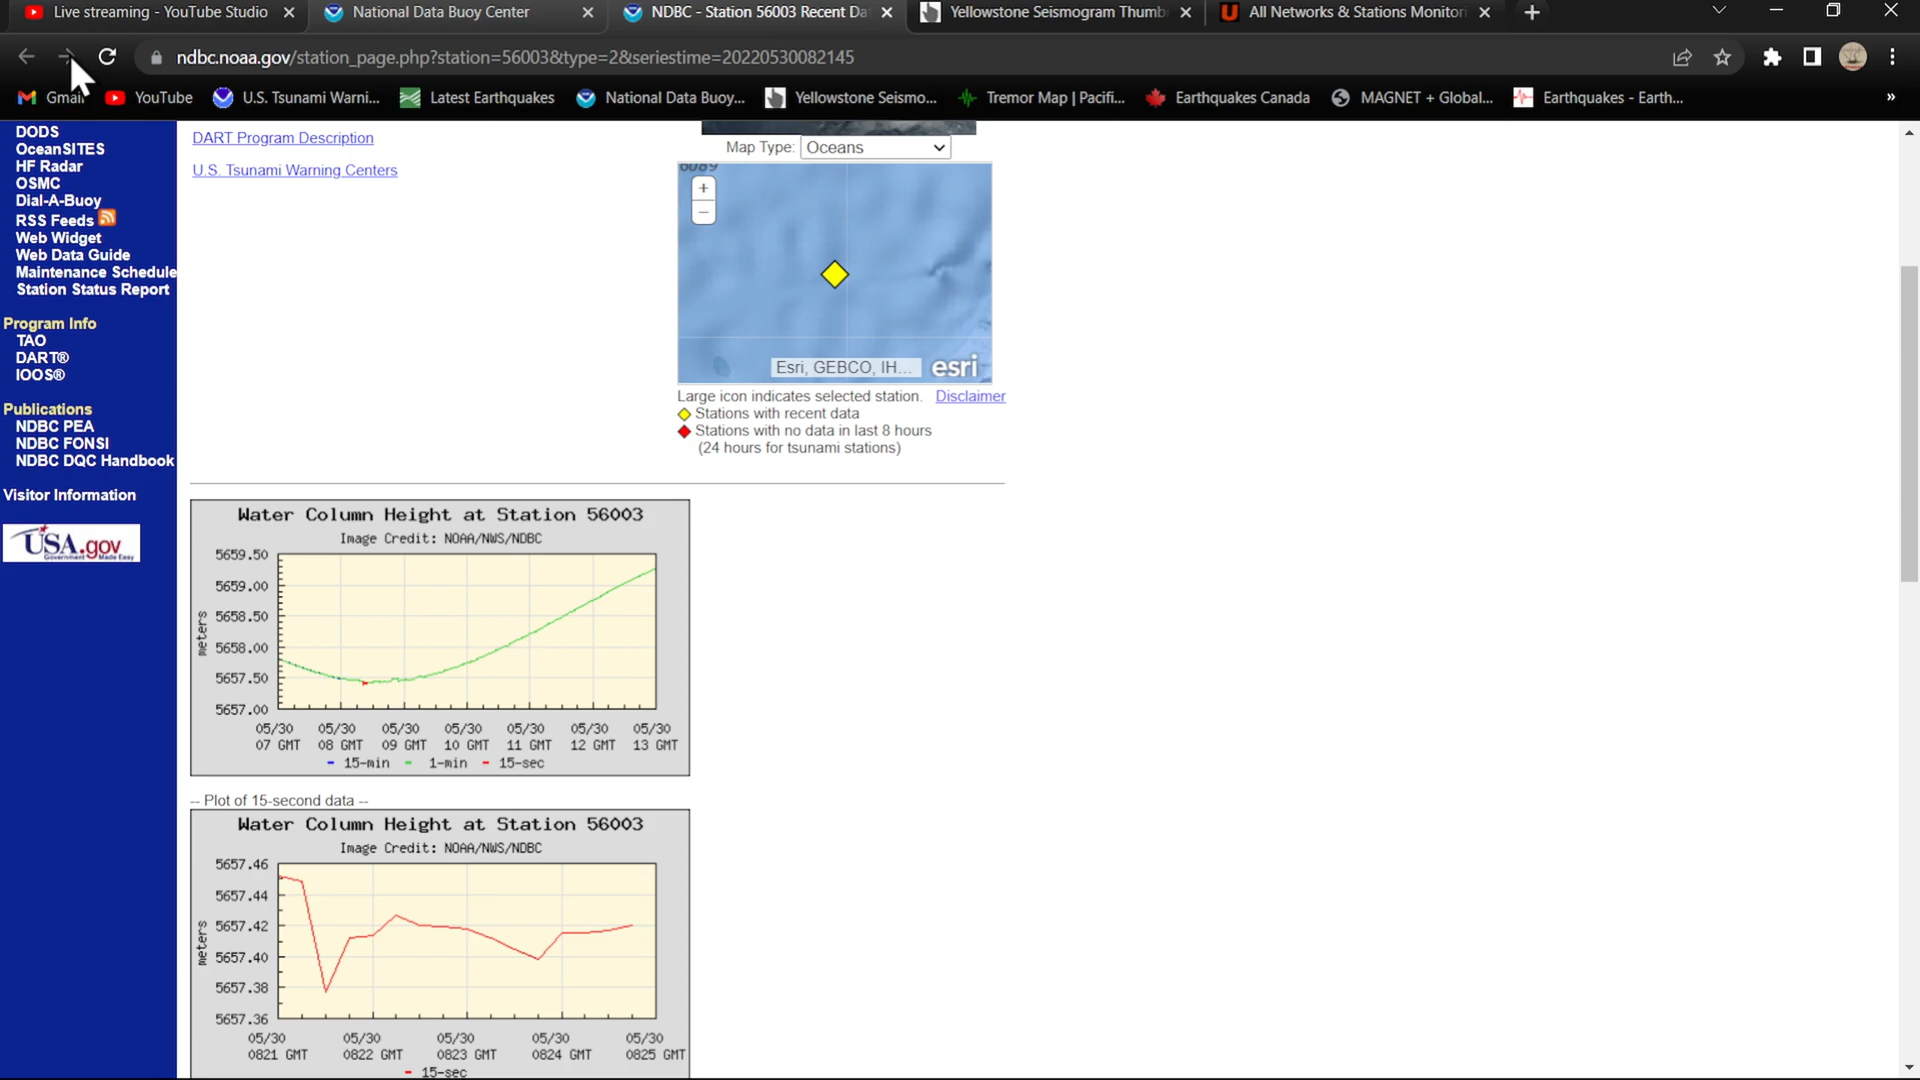 Live streaming - YouTube Studio
National Data Buoy Center
NDBC - Station 56003 Recent Da
Yellowstone Seismogram Thumb
All Networks & Stations Monitori
ndbc.noaa.gov/station_page.php?station=56003&type=2&seriestime=20220530082145
Gmail
YouTube
U.S. Tsunami Warni...
Latest Earthquakes
National Data Buoy...
Yellowstone Seismo...
Tremor Map | Pacifi...
Earthquakes Canada
MAGNET + Global...
Earthquakes - Earth...
»
DODS
OceanSITES
HF Radar
OSMC
Dial-A-Buoy
RSS Feeds
Web Widget
Web Data Guide
Maintenance Schedule
Station Status Report
Program Info
TAO
DART®
IOOS®
Publications
NDBC PEA
NDBC FONSI
NDBC DQC Handbook
Visitor Information
USA.gov
Government Made Easy
DART Program Description
U.S. Tsunami Warning Centers
Map Type: Oceans
6089
+
−
Esri, GEBCO, IH...
esri
Large icon indicates selected station. Disclaimer
Stations with recent data
Stations with no data in last 8 hours
(24 hours for tsunami stations)
Water Column Height at Station 56003
Image Credit: NOAA/NWS/NDBC
meters
5659.50
5659.00
5658.50
5658.00
5657.50
5657.00
05/30 05/30 05/30 05/30 05/30 05/30 05/30
07 GMT 08 GMT 09 GMT 10 GMT 11 GMT 12 GMT 13 GMT
15-min 1-min 15-sec
-- Plot of 15-second data --
Water Column Height at Station 56003
Image Credit: NOAA/NWS/NDBC
meters
5657.46
5657.44
5657.42
5657.40
5657.38
5657.36
05/30 05/30 05/30 05/30 05/30
0821 GMT 0822 GMT 0823 GMT 0824 GMT 0825 GMT
15-sec